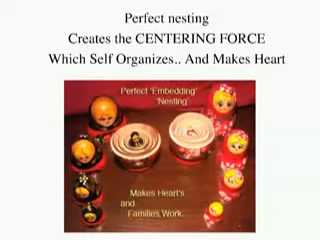 Perfect nesting
Creates the CENTERING FORCE
Which Self Organizes.. And Makes Heart
Perfect 'Embedding'
'Nesting'
Makes Heart's
and
Families Work..